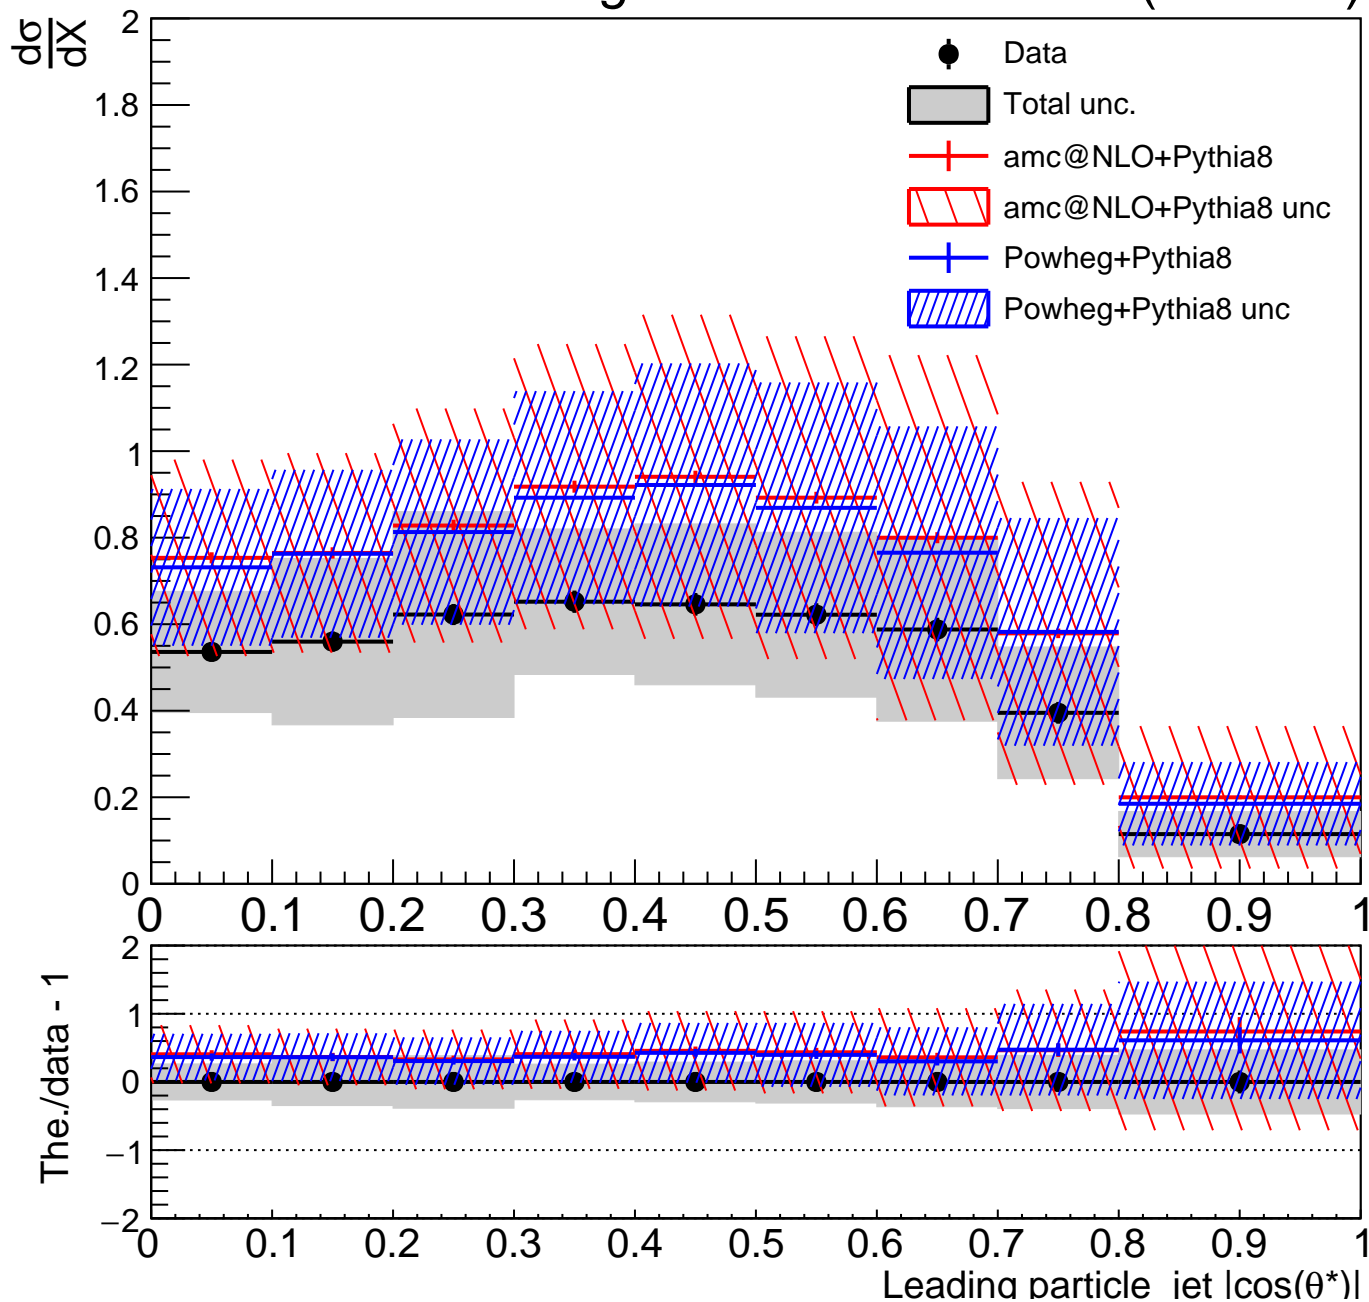 dσ
dX
2
1.8
1.6
1.4
1.2
1
0.8
0.6
0.4
0.2
0
Data
Total unc.
amc@NLO+Pythia8
amc@NLO+Pythia8 unc
Powheg+Pythia8
Powheg+Pythia8 unc
0 0.1 0.2 0.3 0.4 0.5 0.6 0.7 0.8 0.9 1
The./data - 1
2
1
0
−1
−2
0 0.1 0.2 0.3 0.4 0.5 0.6 0.7 0.8 0.9 1
Leading particle jet |cos(θ*)|